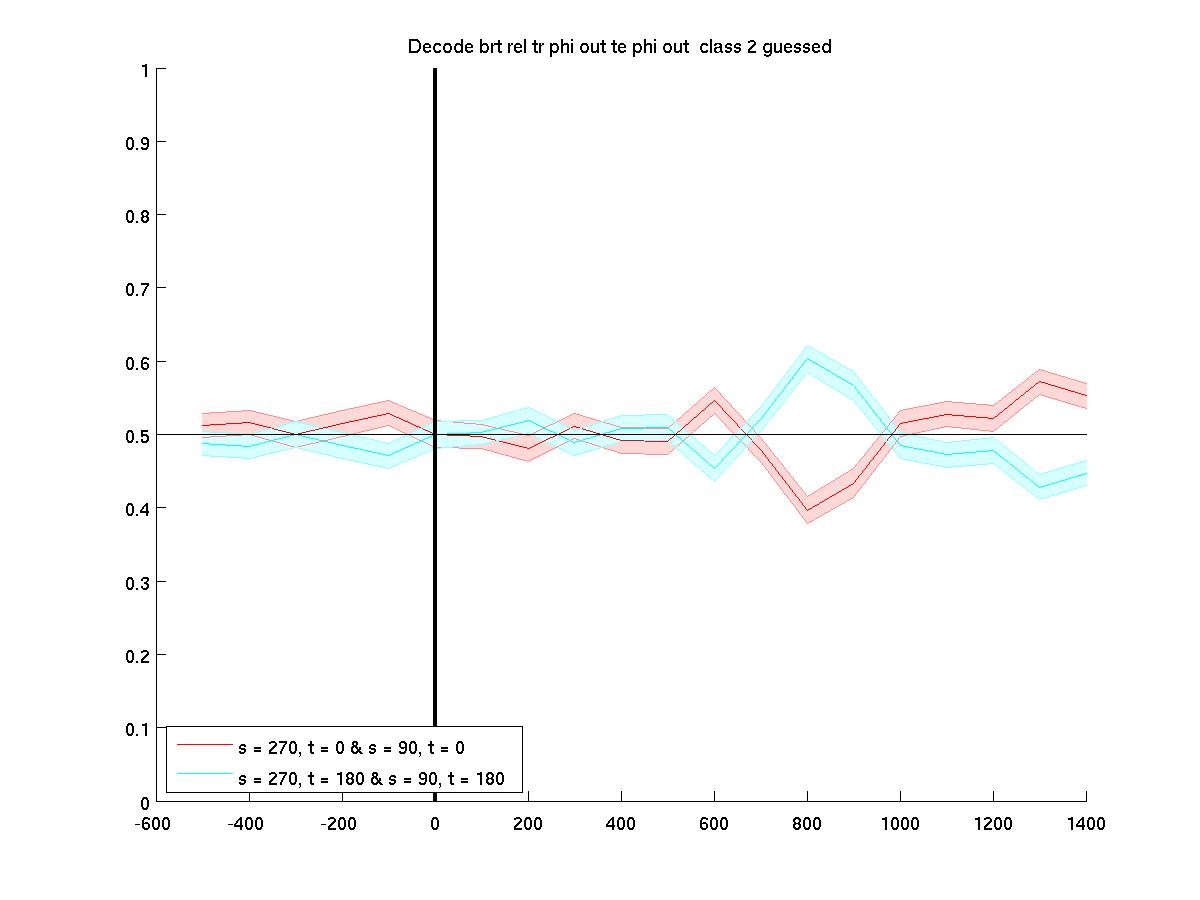 Decode brt rel tr phi out te phi out  class 2 guessed
1
0.9
0.8
0.7
0.6
0.5
0.4
0.3
0.2
0.1
0
s = 270, t = 0 & s = 90, t = 0
s = 270, t = 180 & s = 90, t = 180
-600 -400 -200 0 200 400 600 800 1000 1200 1400